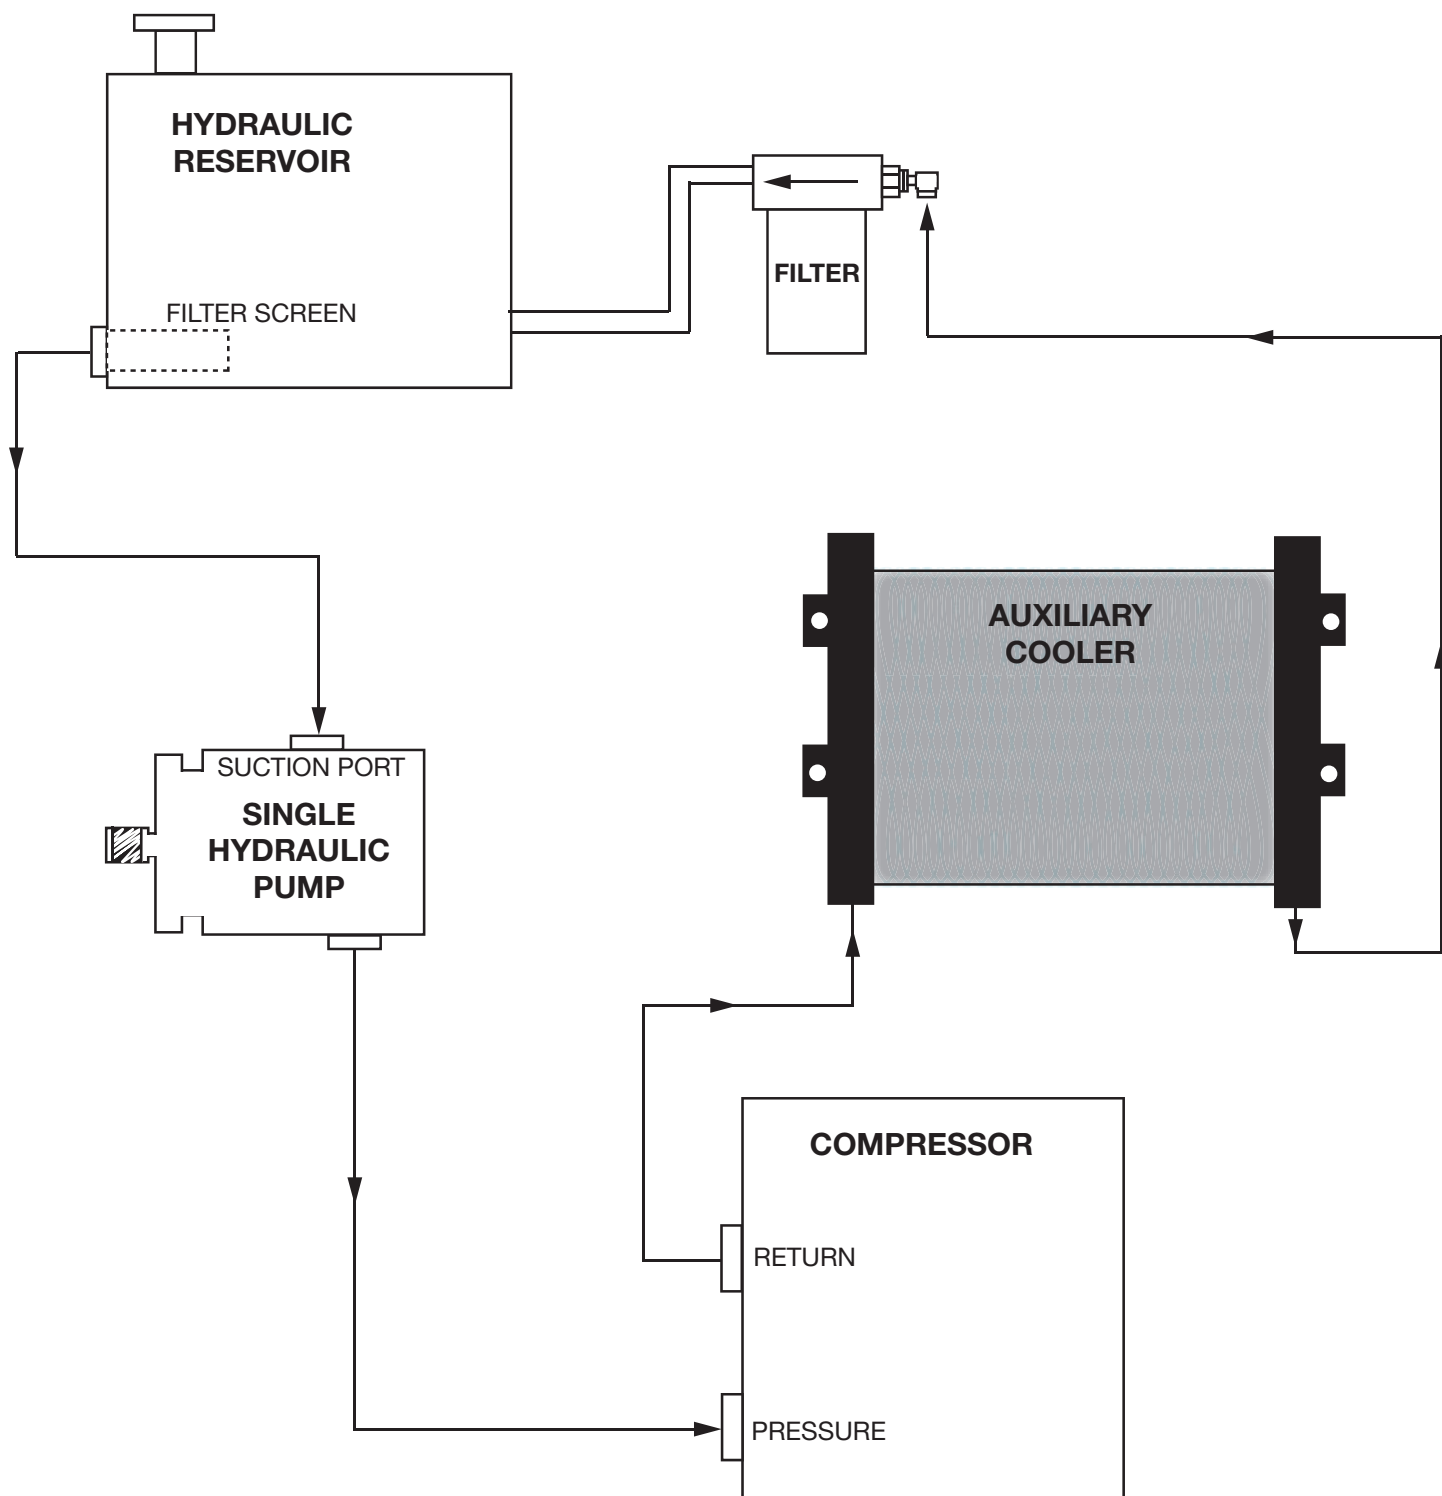 HYDRAULIC
RESERVOIR
FILTER SCREEN
FILTER
AUXILIARY
COOLER
SUCTION PORT
SINGLE
HYDRAULIC
PUMP
COMPRESSOR
RETURN
PRESSURE